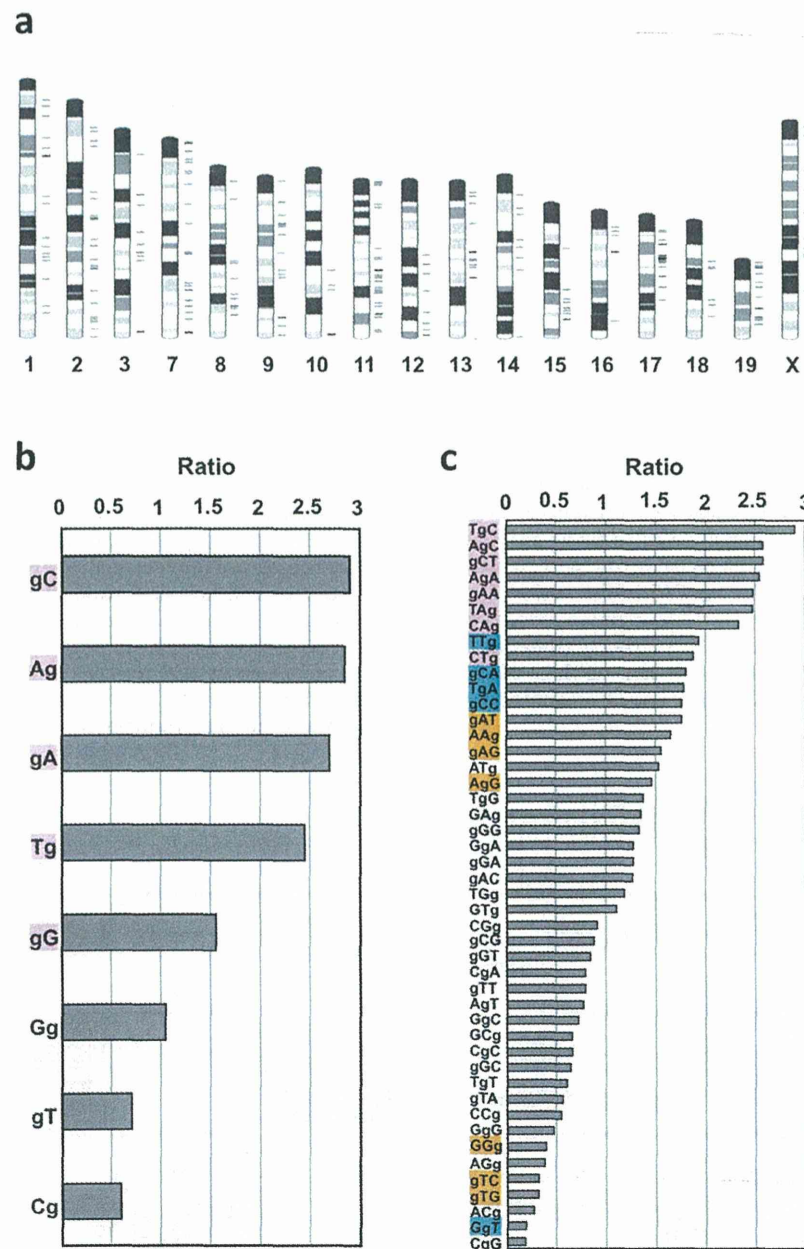 a
1 2 3 7 8 9 10 11 12 13 14 15 16 17 18 19 X
b
Ratio
0 0.5 1 1.5 2 2.5 3
gC
Ag
gA
Tg
gG
Gg
gT
Cg
c
Ratio
0 0.5 1 1.5 2 2.5 3
TgC
AgC
gCT
AgA
gAA
TAg
CAg
TTg
CTg
gCA
TgA
gCC
gAT
AAg
gAG
ATg
AgG
TgG
GAg
gGG
GgA
gGA
gAC
TGg
GTg
CGg
gCG
gGT
CgA
gTT
AgT
GgC
GCg
CgC
gGC
TgT
gTA
CCg
GgG
GGg
AGg
gTC
gTG
ACg
GgT
CgG